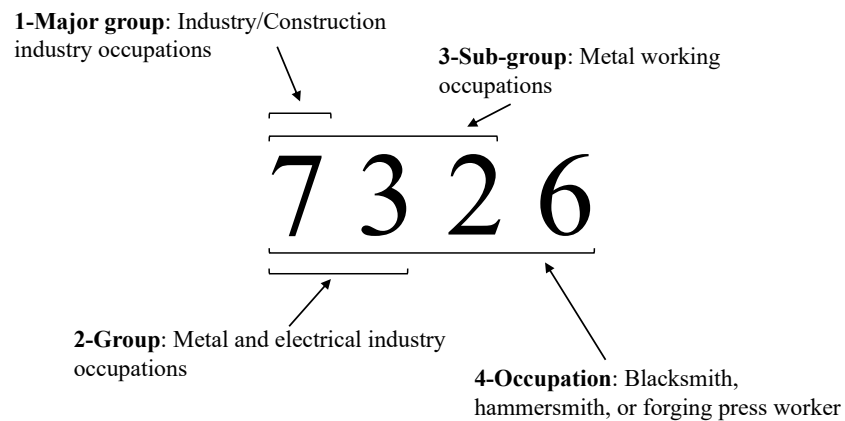 1-Major group: Industry/Construction
industry occupations
3-Sub-group: Metal working
occupations
7 3 2 6
2-Group: Metal and electrical industry
occupations
4-Occupation: Blacksmith,
hammersmith, or forging press worker